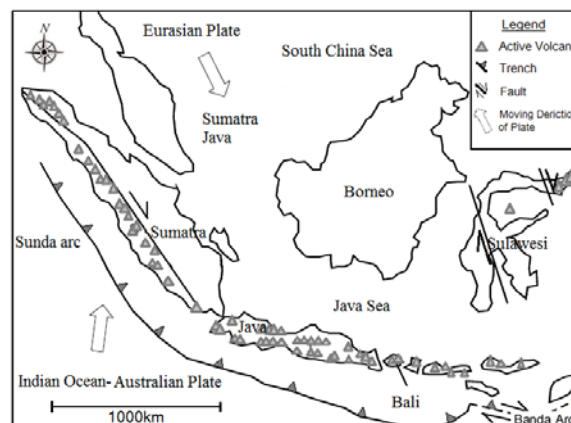 N
Eurasian Plate
South China Sea
Legend
Active Volcan
Trench
Fault
Moving Deriction
of Plate
Sumatra
Java
Borneo
Sulawesi
Sumatra
Sunda arc
Java Sea
Java
Indian Ocean- Australian Plate
Bali
1000km
Banda Arc